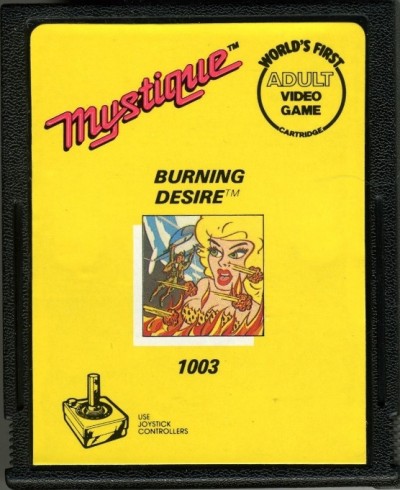 mystique™
WORLD'S FIRST
ADULT
VIDEO
GAME
CARTRIDGE
BURNING
DESIRE™
1003
USE
JOYSTICK
CONTROLLERS